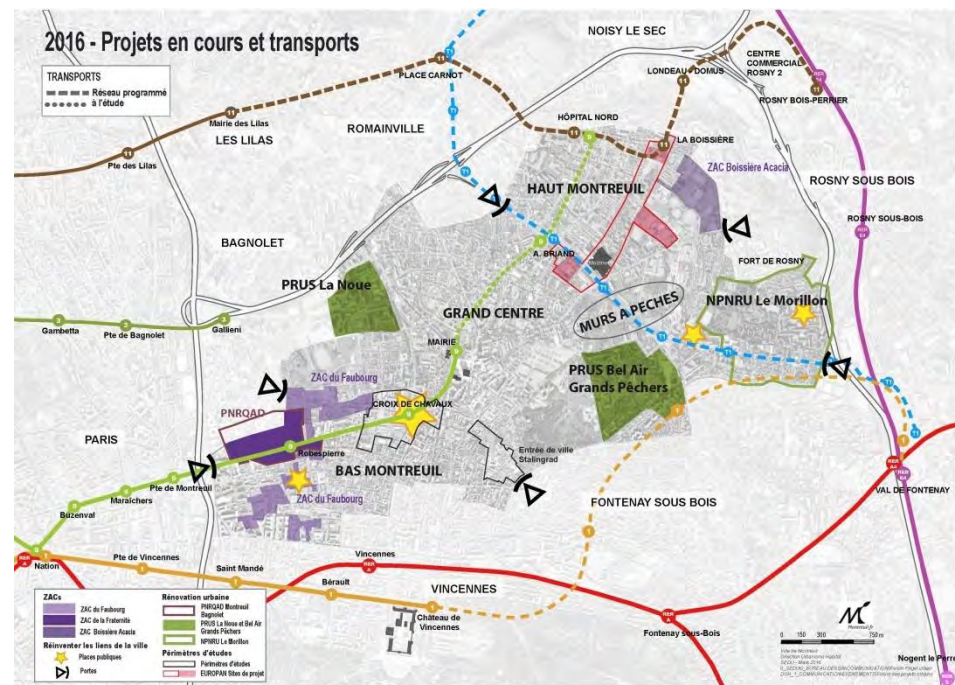 2016 - Projets en cours et transports
TRANSPORTS
Réseau programmé
à l'étude
NOISY LE SEC
PLACE CARNOT
LONDEAU - DOMUS
CENTRE
COMMERCIAL
ROSNY 2
ROSNY BOIS-PERRIER
Mairie des Lilas
LES LILAS
Pte des Lilas
ROMAINVILLE
HÔPITAL NORD
LA BOISSIÈRE
HAUT MONTREUIL
ZAC Boissière Acacia
ROSNY SOUS BOIS
ROSNY SOUS-BOIS
BAGNOLET
A. BRIAND
FORT DE ROSNY
PRUS La Noue
GRAND CENTRE
MURS A PECHES
NPNRU Le Morillon
Gambetta
Pte de Bagnolet
Gallieni
MAIRIE
PRUS Bel Air
Grands Pêchers
ZAC du Faubourg
PNRQAD
CROIX DE CHAVAUX
PARIS
Robespierre
BAS MONTREUIL
Entrée de ville
Stalingrad
Pte de Montreuil
Maraîchers
Buzenval
ZAC du Faubourg
FONTENAY SOUS BOIS
VAL DE FONTENAY
Nation
Pte de Vincennes
Saint Mandé
Bérault
Vincennes
VINCENNES
Château de
Vincennes
Fontenay sous-Bois
Nogent le Perre
ZACs
ZAC du Faubourg
ZAC de la Fraternité
ZAC Boissière Acacia
Réinventer les liens de la ville
Places publiques
Portes
Rénovation urbaine
PNRQAD Montreuil
Bagnolet
PRUS La Noue et Bel Air
Grands Pêchers
NPNRU Le Morillon
Périmètres d'études
Périmètres d'études
EUROPAN Sites de projet
Montreuil.fr
0 150 300 750 m